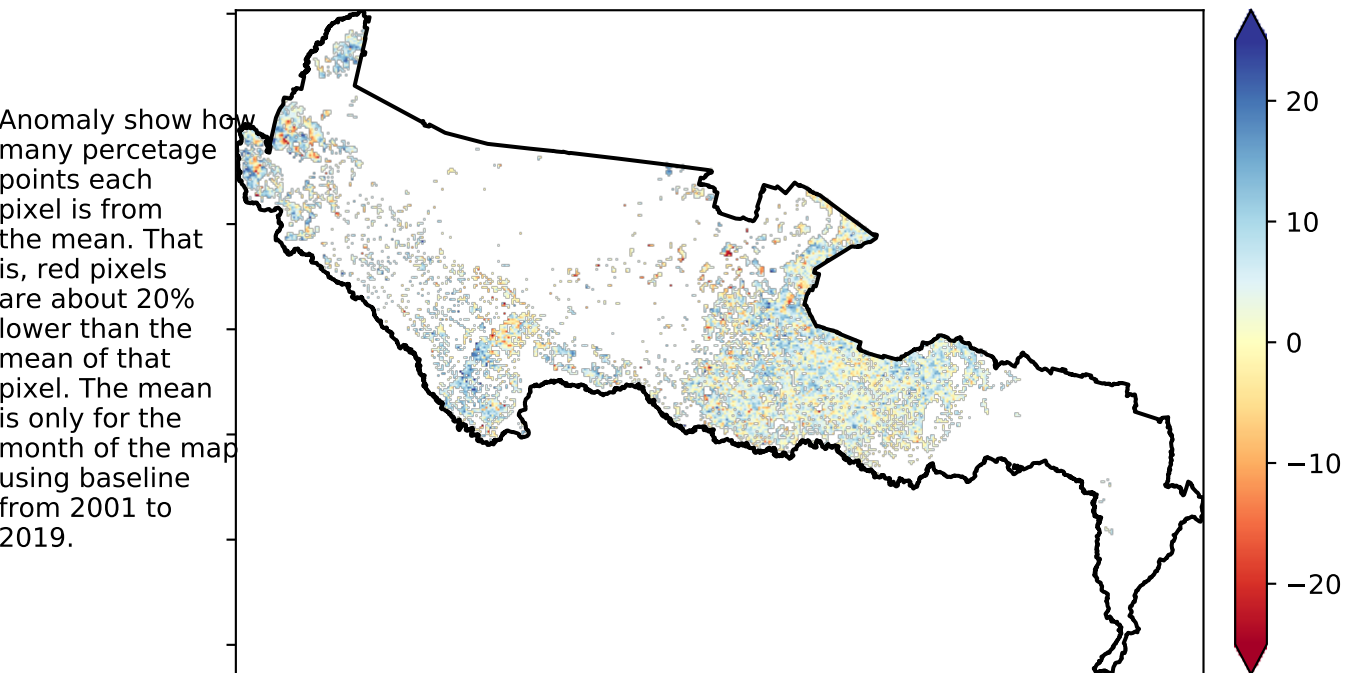 Anomaly show how
many percetage
points each
pixel is from
the mean. That
is, red pixels
are about 20%
lower than the
mean of that
pixel. The mean
is only for the
month of the map
using baseline
from 2001 to
2019.
20
10
0
−10
−20